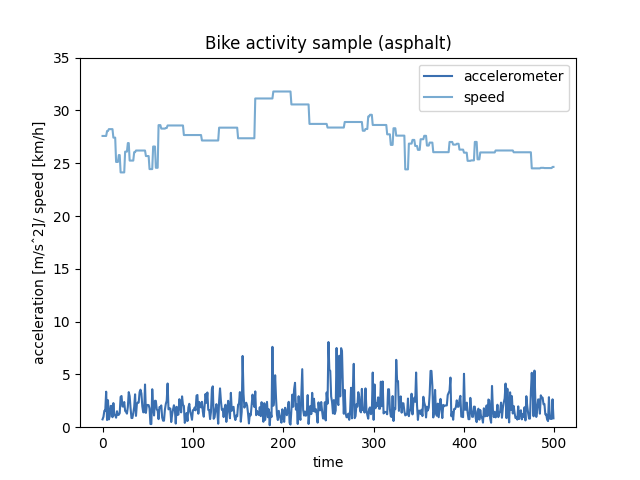 Bike activity sample (asphalt)
accelerometer
speed
35
30
25
20
15
10
5
0
acceleration [m/sˆ2]/ speed [km/h]
0 100 200 300 400 500
time